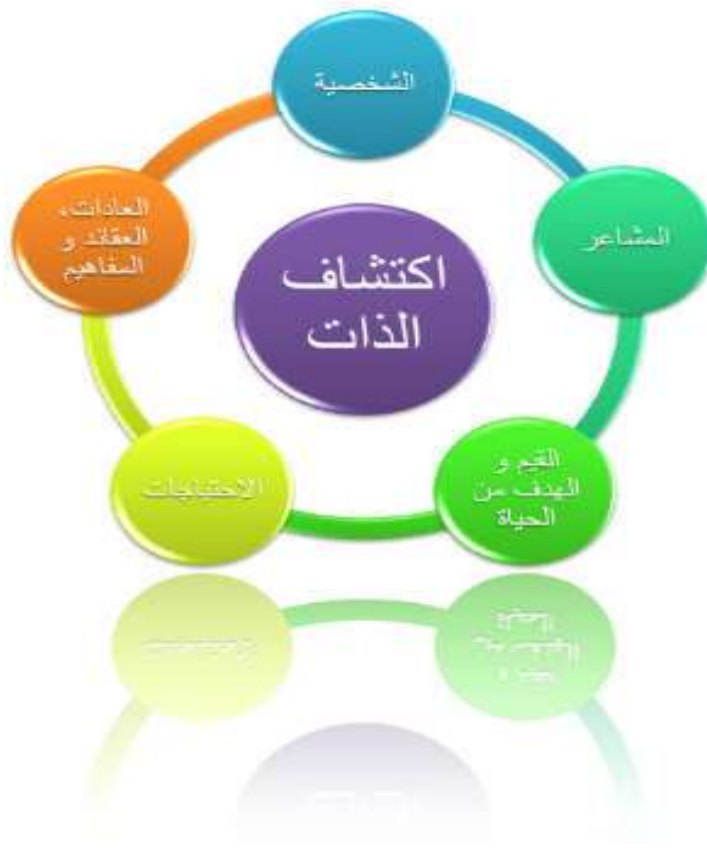 الشخصية
المشاعر
القيم و
الهدف من
الحياة
الاحتياجات
العادات،
العقائد و
المفاهيم
اكتشاف
الذات